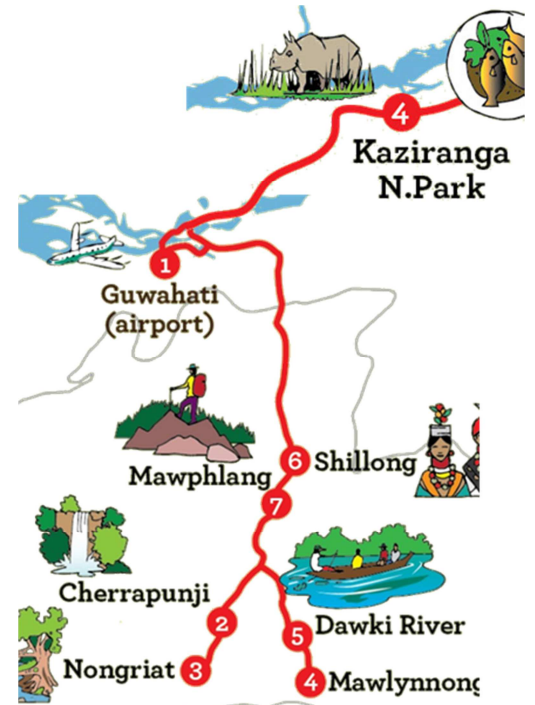 4
Kaziranga
N.Park
1
Guwahati
(airport)
6 Shillong
Mawphlang
7
Cherrapunji
2
Dawki River
5
Nongriat 3
4 Mawlynnong